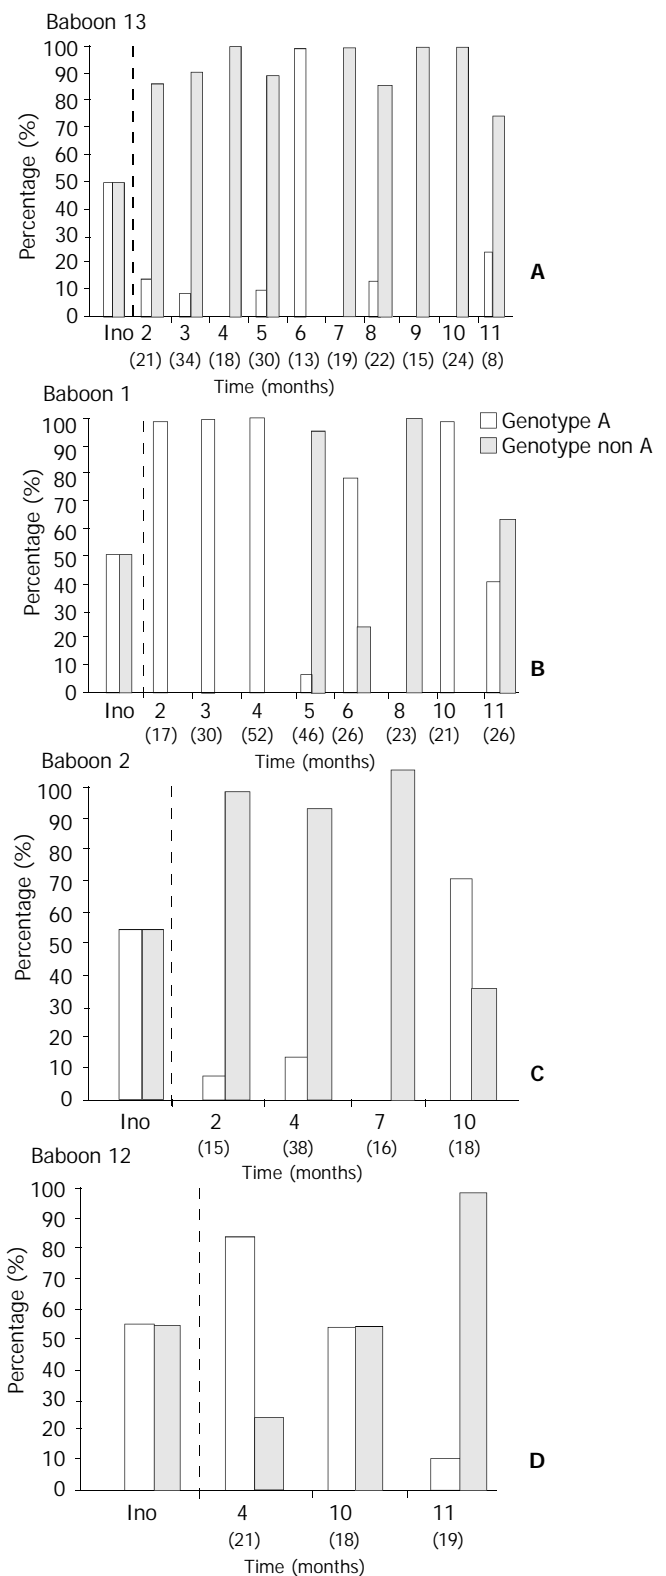 Baboon 13
Percentage (%)
100
90
80
70
60
50
40
30
20
10
0
Ino 2 3 4 5 6 7 8 9 10 11
(21) (34) (18) (30) (13) (19) (22) (15) (24) (8)
Time (months)
A
Baboon 1
Genotype A
Genotype non A
Percentage (%)
100
90
80
70
60
50
40
30
20
10
0
Ino 2 3 4 5 6 8 10 11
(17) (30) (52) (46) (26) (23) (21) (26)
Time (months)
B
Baboon 2
Percentage (%)
100
90
80
70
60
50
40
30
20
10
0
Ino 2 4 7 10
(15) (38) (16) (18)
Time (months)
C
Baboon 12
Percentage (%)
100
90
80
70
60
50
40
30
20
10
0
Ino 4 10 11
(21) (18) (19)
Time (months)
D